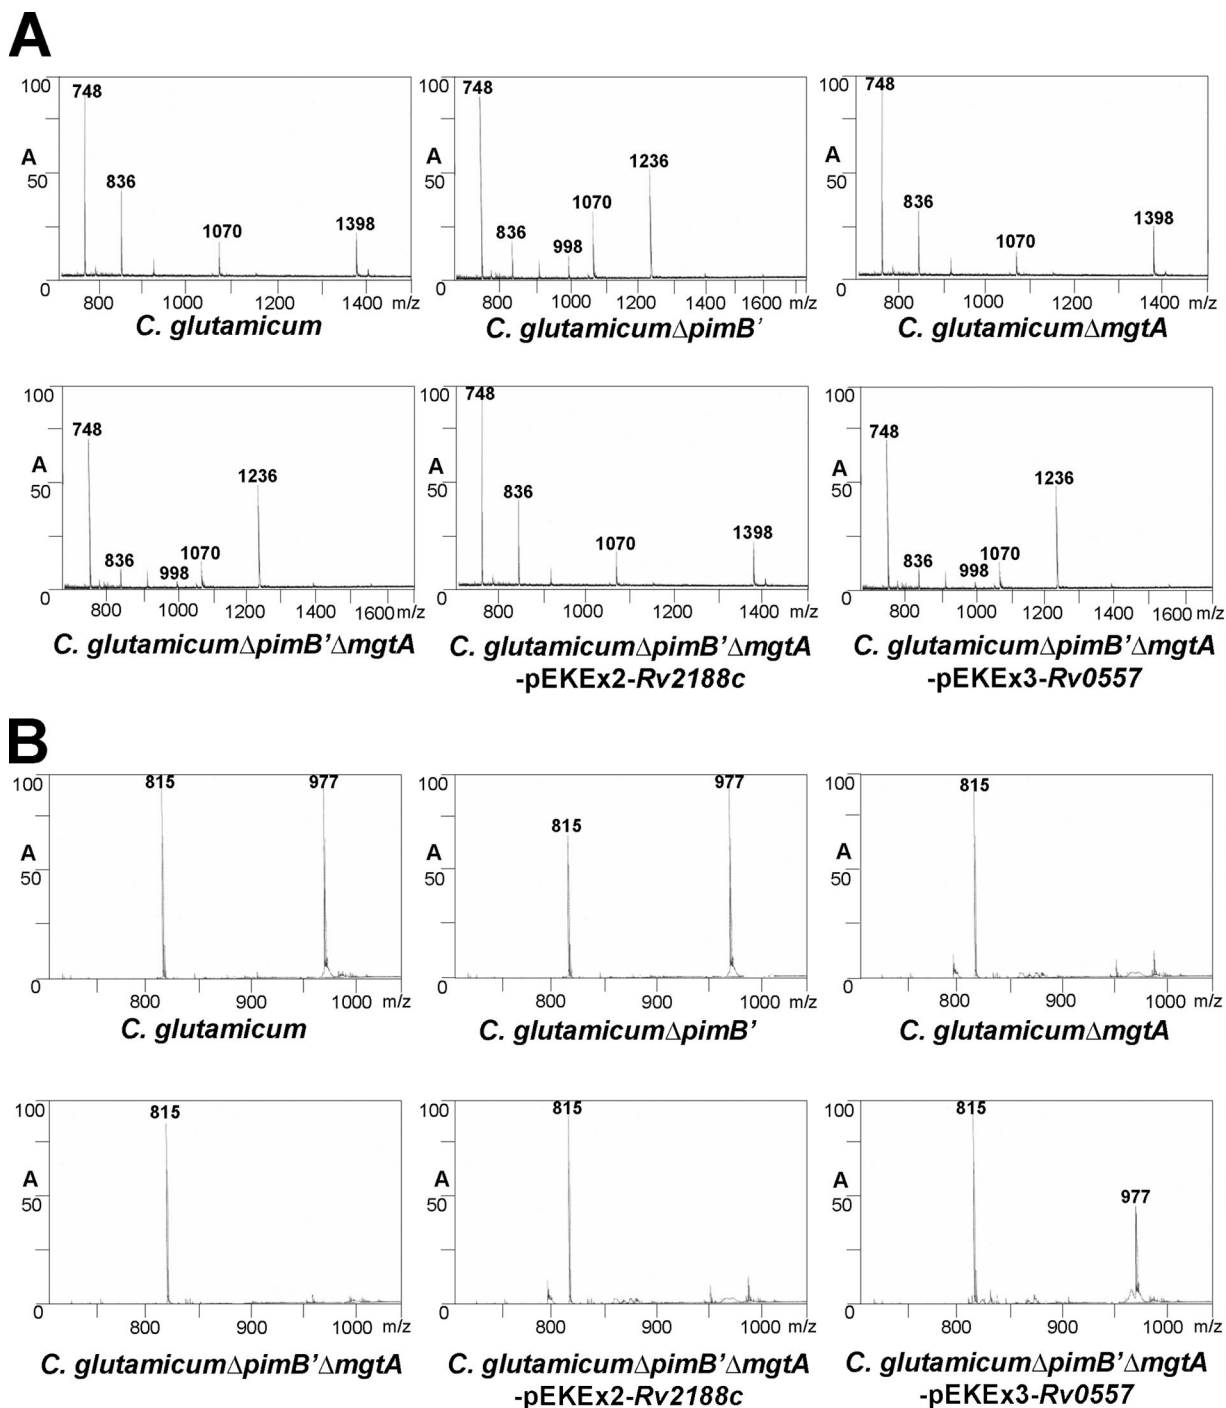 A
100
748
A
50
836
1070
1398
0
800 1000 1200 1400 m/z
C. glutamicum
100
748
A
50
836
998
1070
1236
0
800 1000 1200 1400 1600 m/z
C. glutamicumΔpimB'
100
748
A
50
836
1070
1398
0
800 1000 1200 1400 m/z
C. glutamicumΔmgtA
100
748
A
50
836
998
1070
1236
0
800 1000 1200 1400 1600 m/z
C. glutamicumΔpimB'ΔmgtA
100
748
A
50
836
1070
1398
0
800 1000 1200 1400 m/z
C. glutamicumΔpimB'ΔmgtA
-pEKEx2-Rv2188c
100
748
A
50
836
998
1070
1236
0
800 1000 1200 1400 1600 m/z
C. glutamicumΔpimB'ΔmgtA
-pEKEx3-Rv0557
B
100
815
977
A
50
0
800 900 1000 m/z
C. glutamicum
100
815
977
A
50
0
800 900 1000 m/z
C. glutamicumΔpimB'
100
815
A
50
0
800 900 1000 m/z
C. glutamicumΔmgtA
100
815
A
50
0
800 900 1000 m/z
C. glutamicumΔpimB'ΔmgtA
100
815
A
50
0
800 900 1000 m/z
C. glutamicumΔpimB'ΔmgtA
-pEKEx2-Rv2188c
100
815
A
50
977
0
800 900 1000 m/z
C. glutamicumΔpimB'ΔmgtA
-pEKEx3-Rv0557